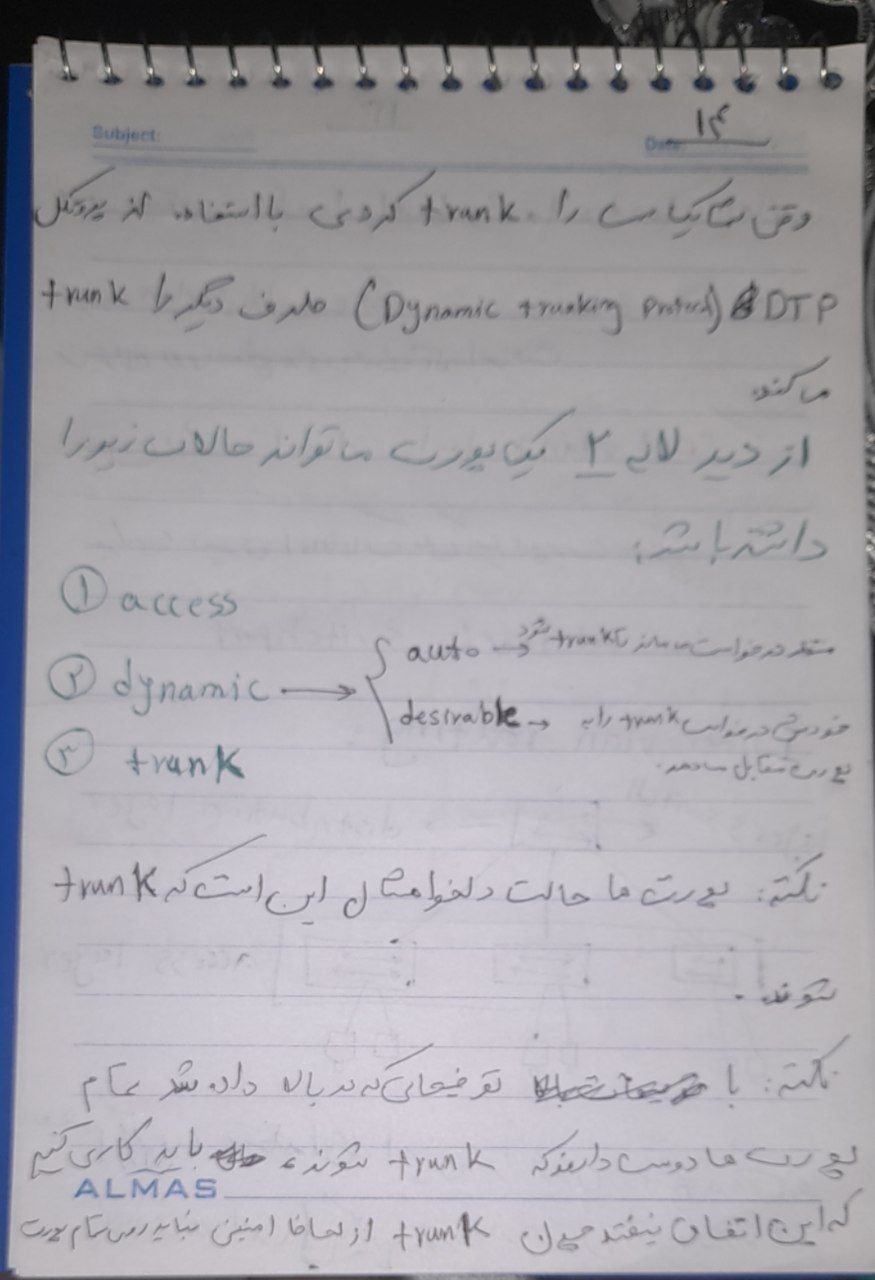 Subject:
Date: ۱۴
وقتی یک سمت را trunk کردی با استفاده از پروتکل
DTP (Dynamic trunking protocol) طرف دیگر را trunk
می کند.
از دید لایه ۲ یک پورت می تواند حالات زیر را
داشته باشد:
① access
② dynamic → { auto → منتظر درخواست می ماند تا trunk شود
desirable → خودش درخواست trunk را به
پورت مقابل می دهد.
③ trunk
نکته: پورت ها حالت دلخواهشان این است که trunk
شوند.
نکته: با توضیحاتی که در بالا داده شد تمام
پورت ها دوست دارند که trunk شوند، باید کاری کنیم
که این اتفاق نیفتد چون trunk از لحاظ امنیتی نباید روی تمام پورت
ALMAS